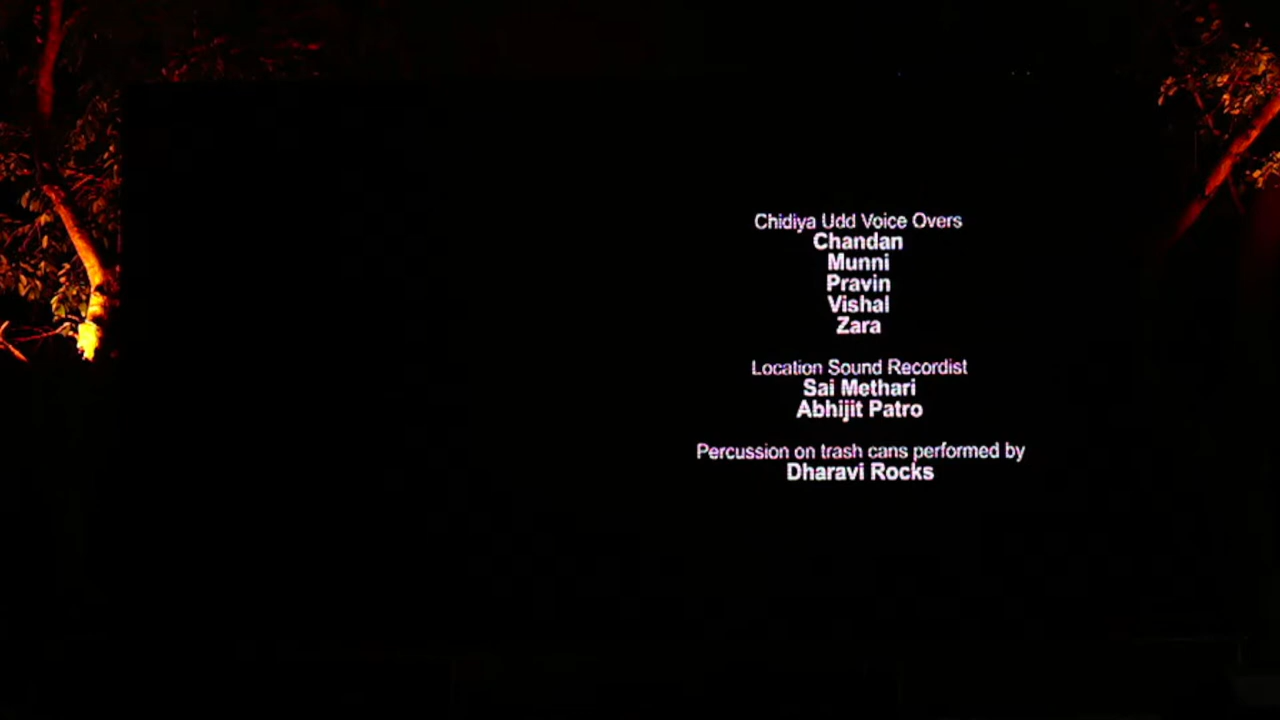 Chidiya Udd Voice Overs
Chandan
Munni
Pravin
Vishal
Zara
Location Sound Recordist
Sai Methari
Abhijit Patro
Percussion on trash cans performed by
Dharavi Rocks